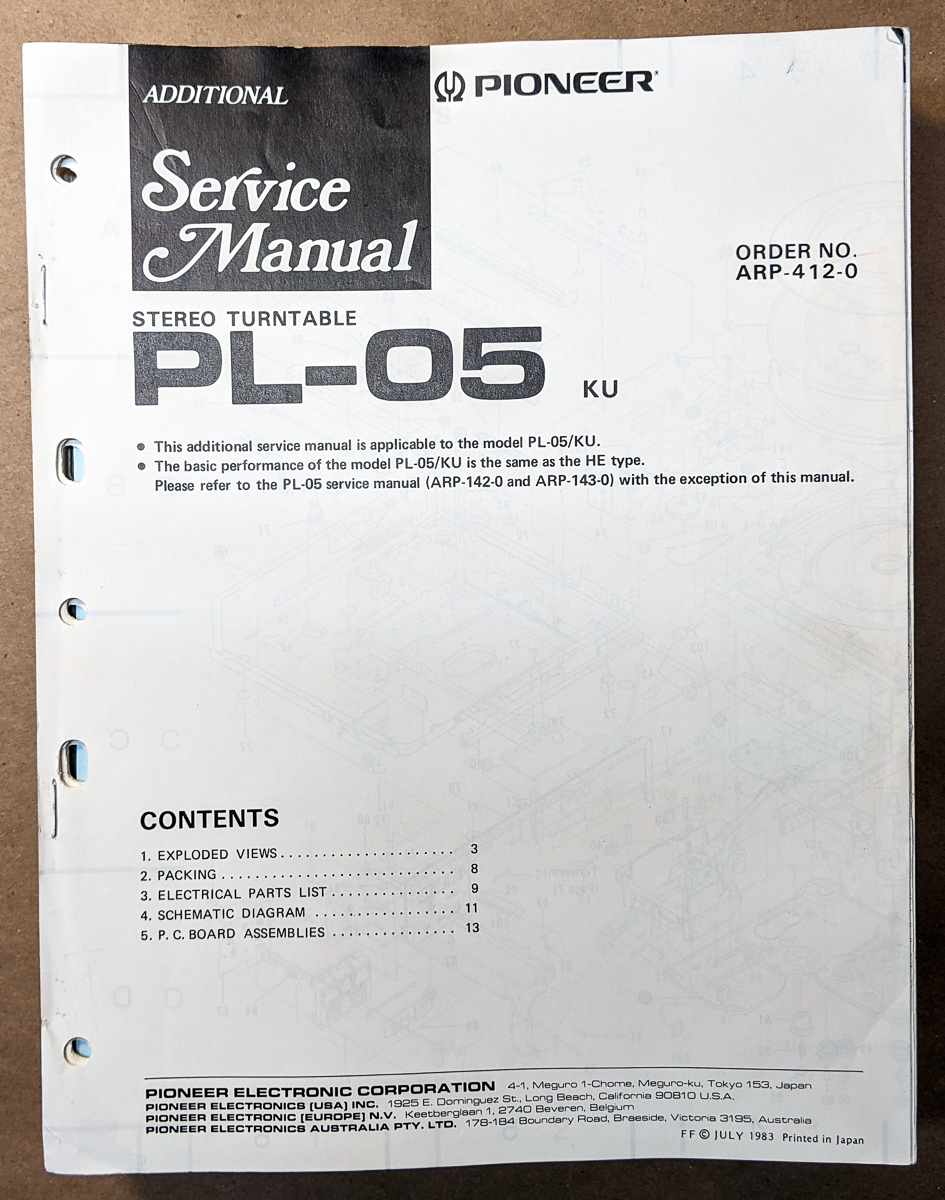 ADDITIONAL
Service
Manual
PIONEER
ORDER NO.
ARP-412-0
STEREO TURNTABLE
PL-05 KU
● This additional service manual is applicable to the model PL-05/KU.
● The basic performance of the model PL-05/KU is the same as the HE type.
Please refer to the PL-05 service manual (ARP-142-0 and ARP-143-0) with the exception of this manual.
CONTENTS
1. EXPLODED VIEWS . . . . . . . . . . . . . . . . . . . . . 3
2. PACKING . . . . . . . . . . . . . . . . . . . . . . . . . . . . 8
3. ELECTRICAL PARTS LIST . . . . . . . . . . . . . . . 9
4. SCHEMATIC DIAGRAM . . . . . . . . . . . . . . . . . 11
5. P. C. BOARD ASSEMBLIES . . . . . . . . . . . . . . . 13
PIONEER ELECTRONIC CORPORATION 4-1, Meguro 1-Chome, Meguro-ku, Tokyo 153, Japan
PIONEER ELECTRONICS [USA] INC. 1925 E. Dominguez St., Long Beach, California 90810 U.S.A.
PIONEER ELECTRONIC [EUROPE] N.V. Keetberglaan 1, 2740 Beveren, Belgium
PIONEER ELECTRONICS AUSTRALIA PTY. LTD. 178-184 Boundary Road, Braeside, Victoria 3195, Australia
FF © JULY 1983 Printed in Japan